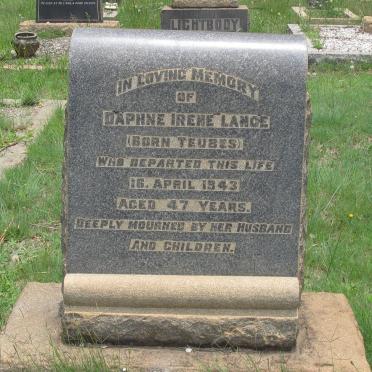 LIGHTBODY
IN LOVING MEMORY
OF
DAPHNE IRENE LANGE
(BORN TEUBES)
WHO DEPARTED THIS LIFE
16. APRIL 1943
AGED 47 YEARS.
DEEPLY MOURNED BY HER HUSBAND
AND CHILDREN.